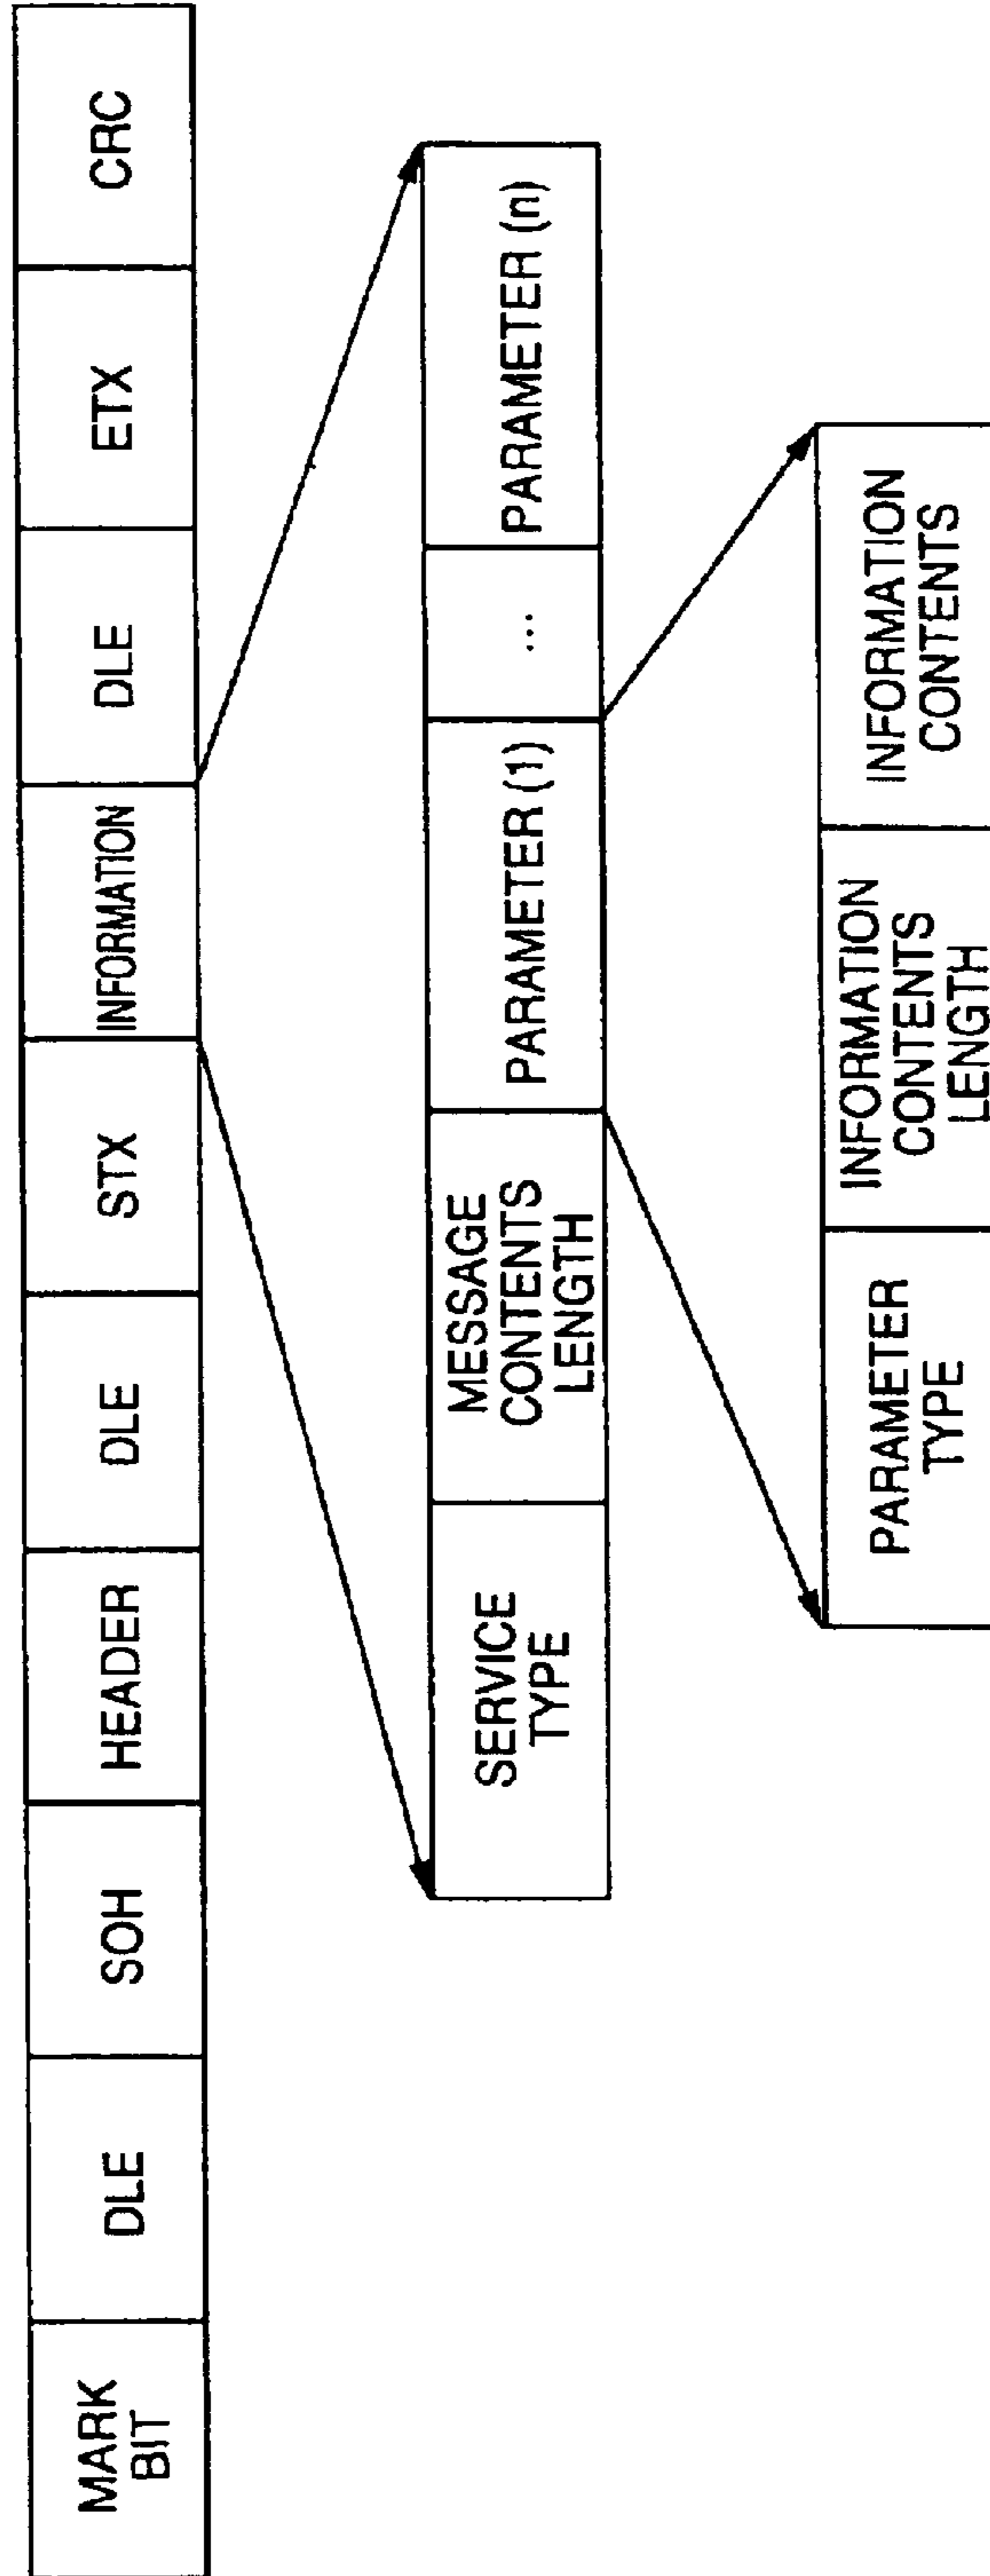 MARK
BIT
DLE
SOH
HEADER
DLE
STX
INFORMATION
DLE
ETX
CRC
SERVICE
TYPE
MESSAGE
CONTENTS
LENGTH
PARAMETER (1)
...
PARAMETER (n)
PARAMETER
TYPE
INFORMATION
CONTENTS
LENGTH
INFORMATION
CONTENTS